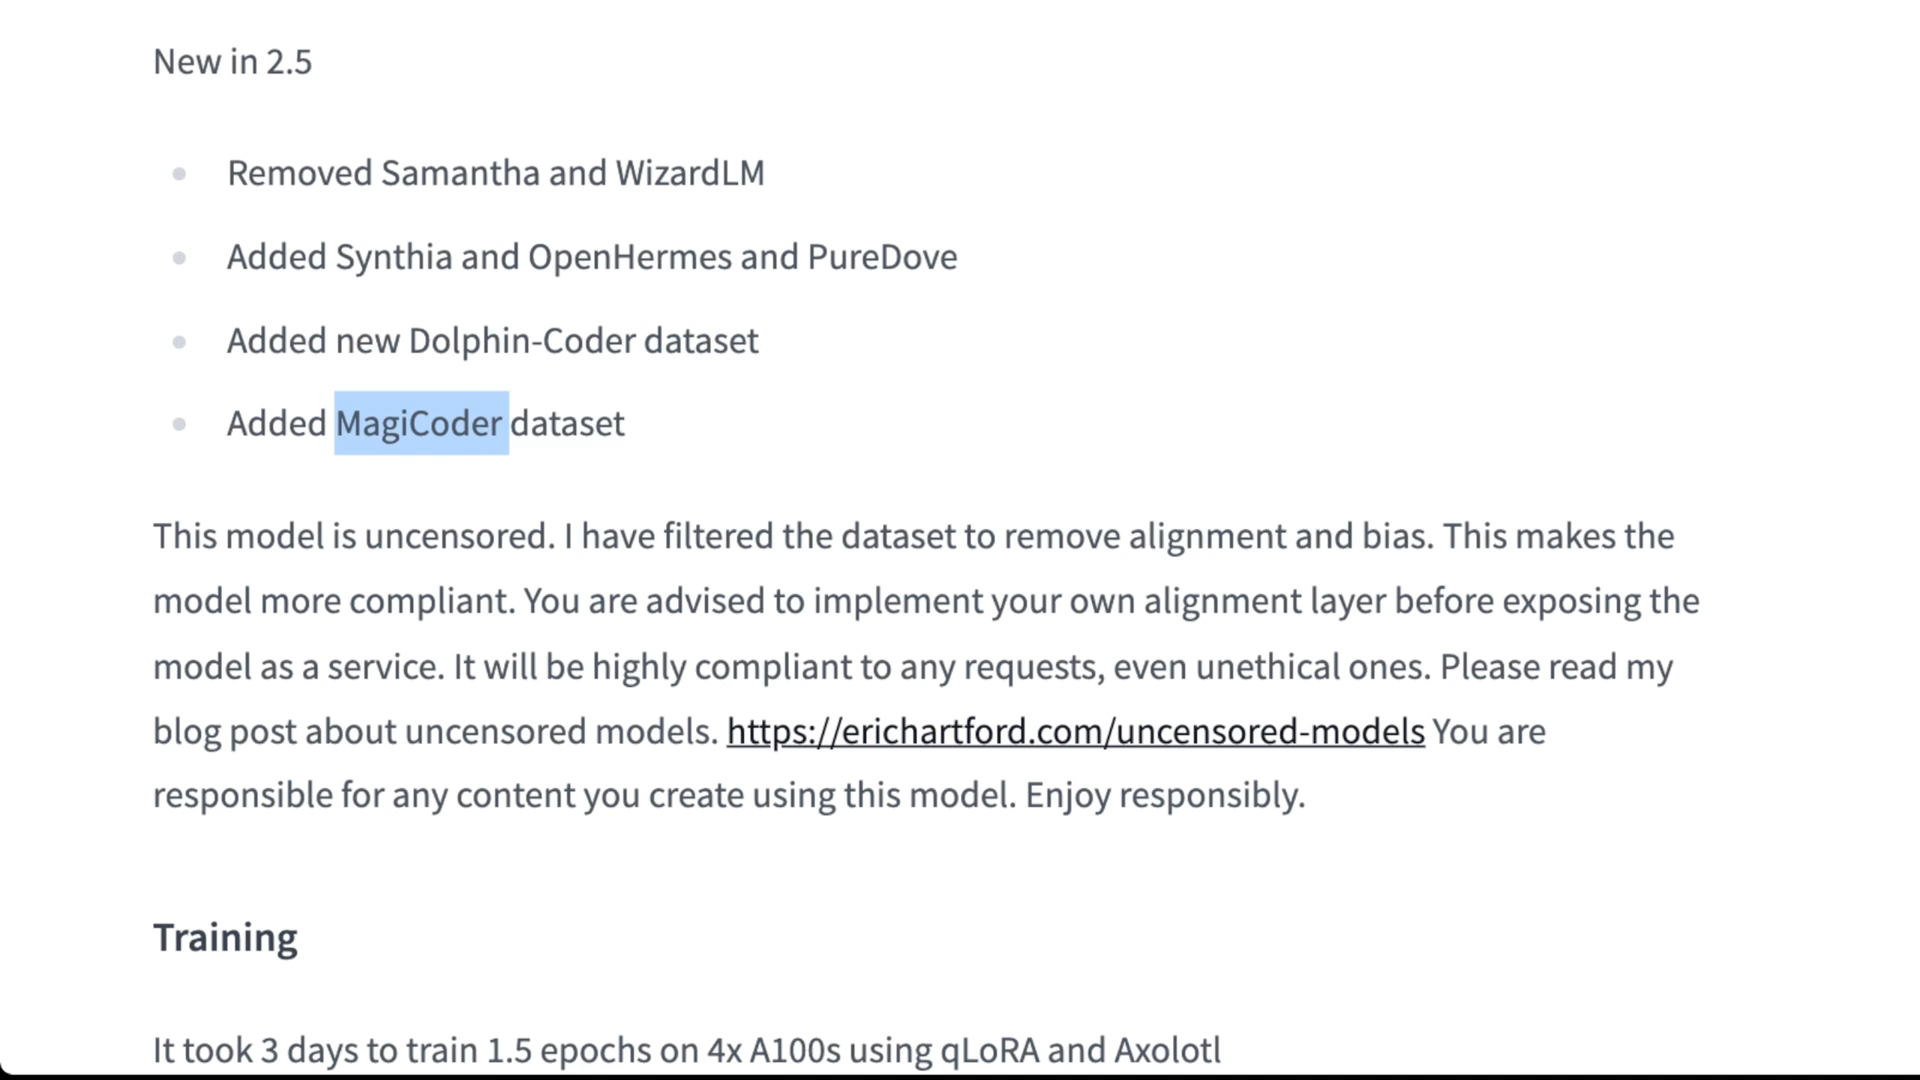 New in 2.5
Removed Samantha and WizardLM
Added Synthia and OpenHermes and PureDove
Added new Dolphin-Coder dataset
Added MagiCoder dataset
This model is uncensored. I have filtered the dataset to remove alignment and bias. This makes the
model more compliant. You are advised to implement your own alignment layer before exposing the
model as a service. It will be highly compliant to any requests, even unethical ones. Please read my
blog post about uncensored models. https://erichartford.com/uncensored-models You are
responsible for any content you create using this model. Enjoy responsibly.
Training
It took 3 days to train 1.5 epochs on 4x A100s using qLoRA and Axolotl